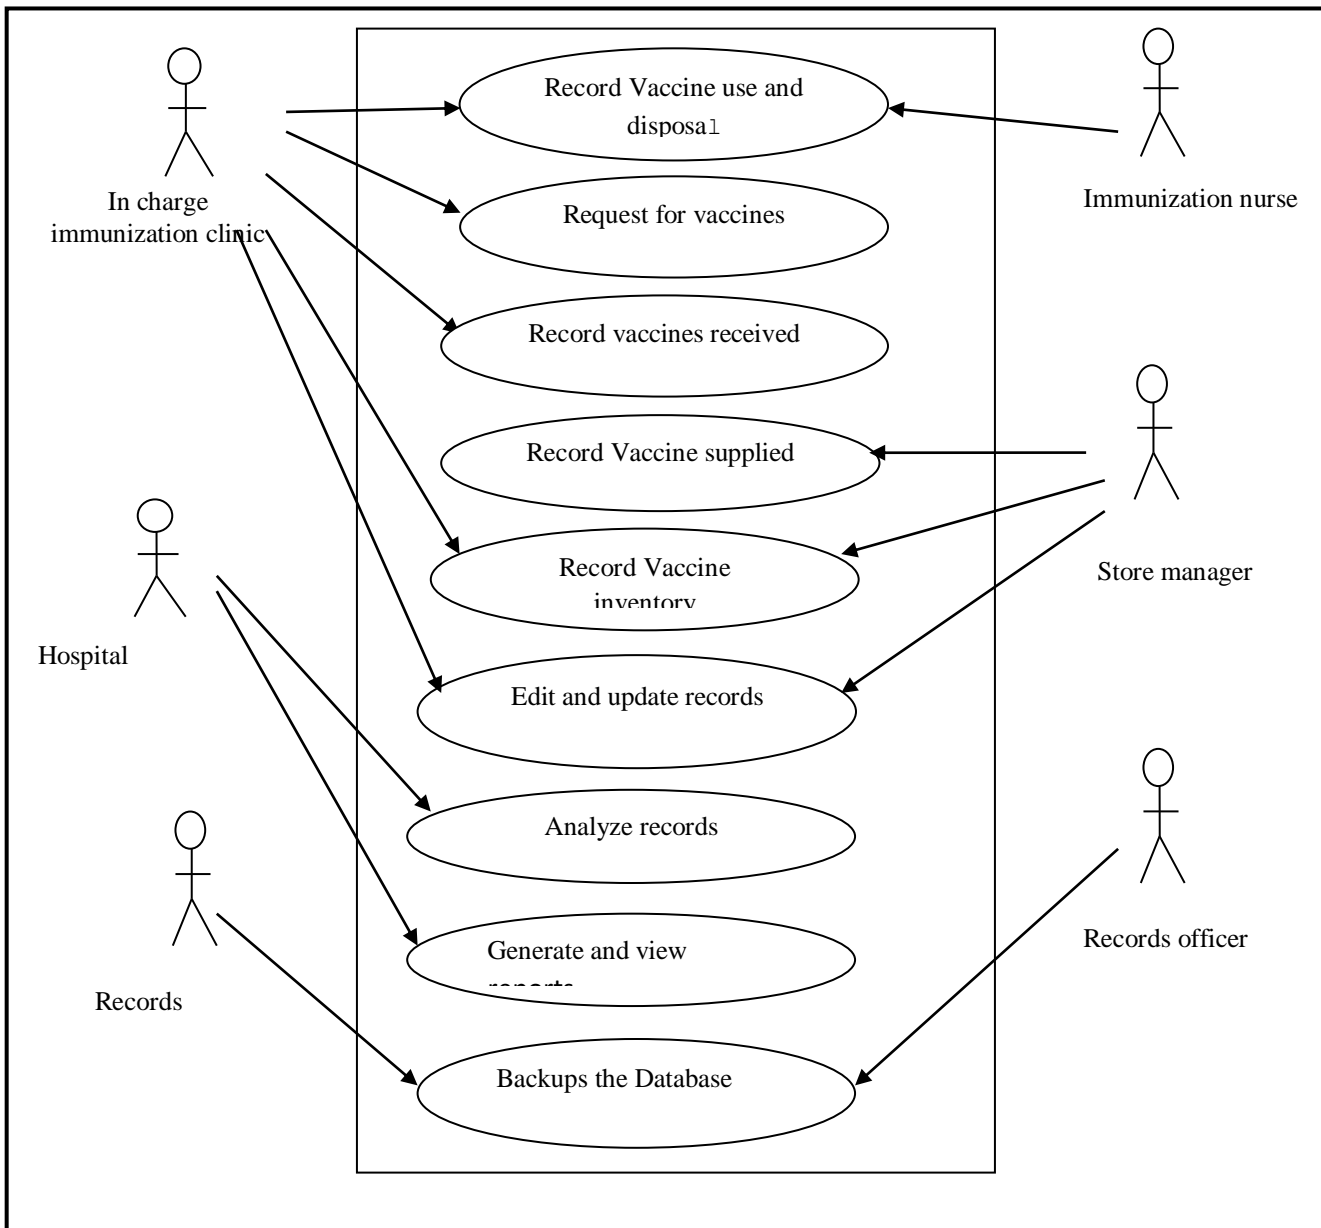 Record Vaccine use and
disposal
In charge
immunization clinic
Immunization nurse
Request for vaccines
Record vaccines received
Record Vaccine supplied
Store manager
Record Vaccine
inventory
Hospital
Edit and update records
Analyze records
Records officer
Generate and view
reports
Records
Backups the Database